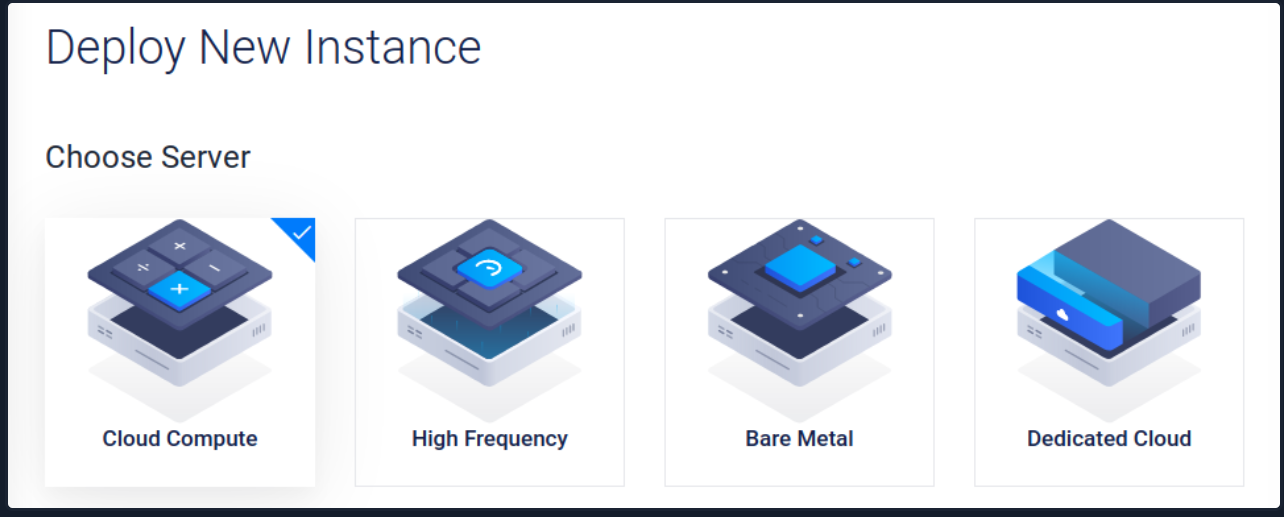 Deploy New Instance
Choose Server
Cloud Compute
High Frequency
Bare Metal
Dedicated Cloud